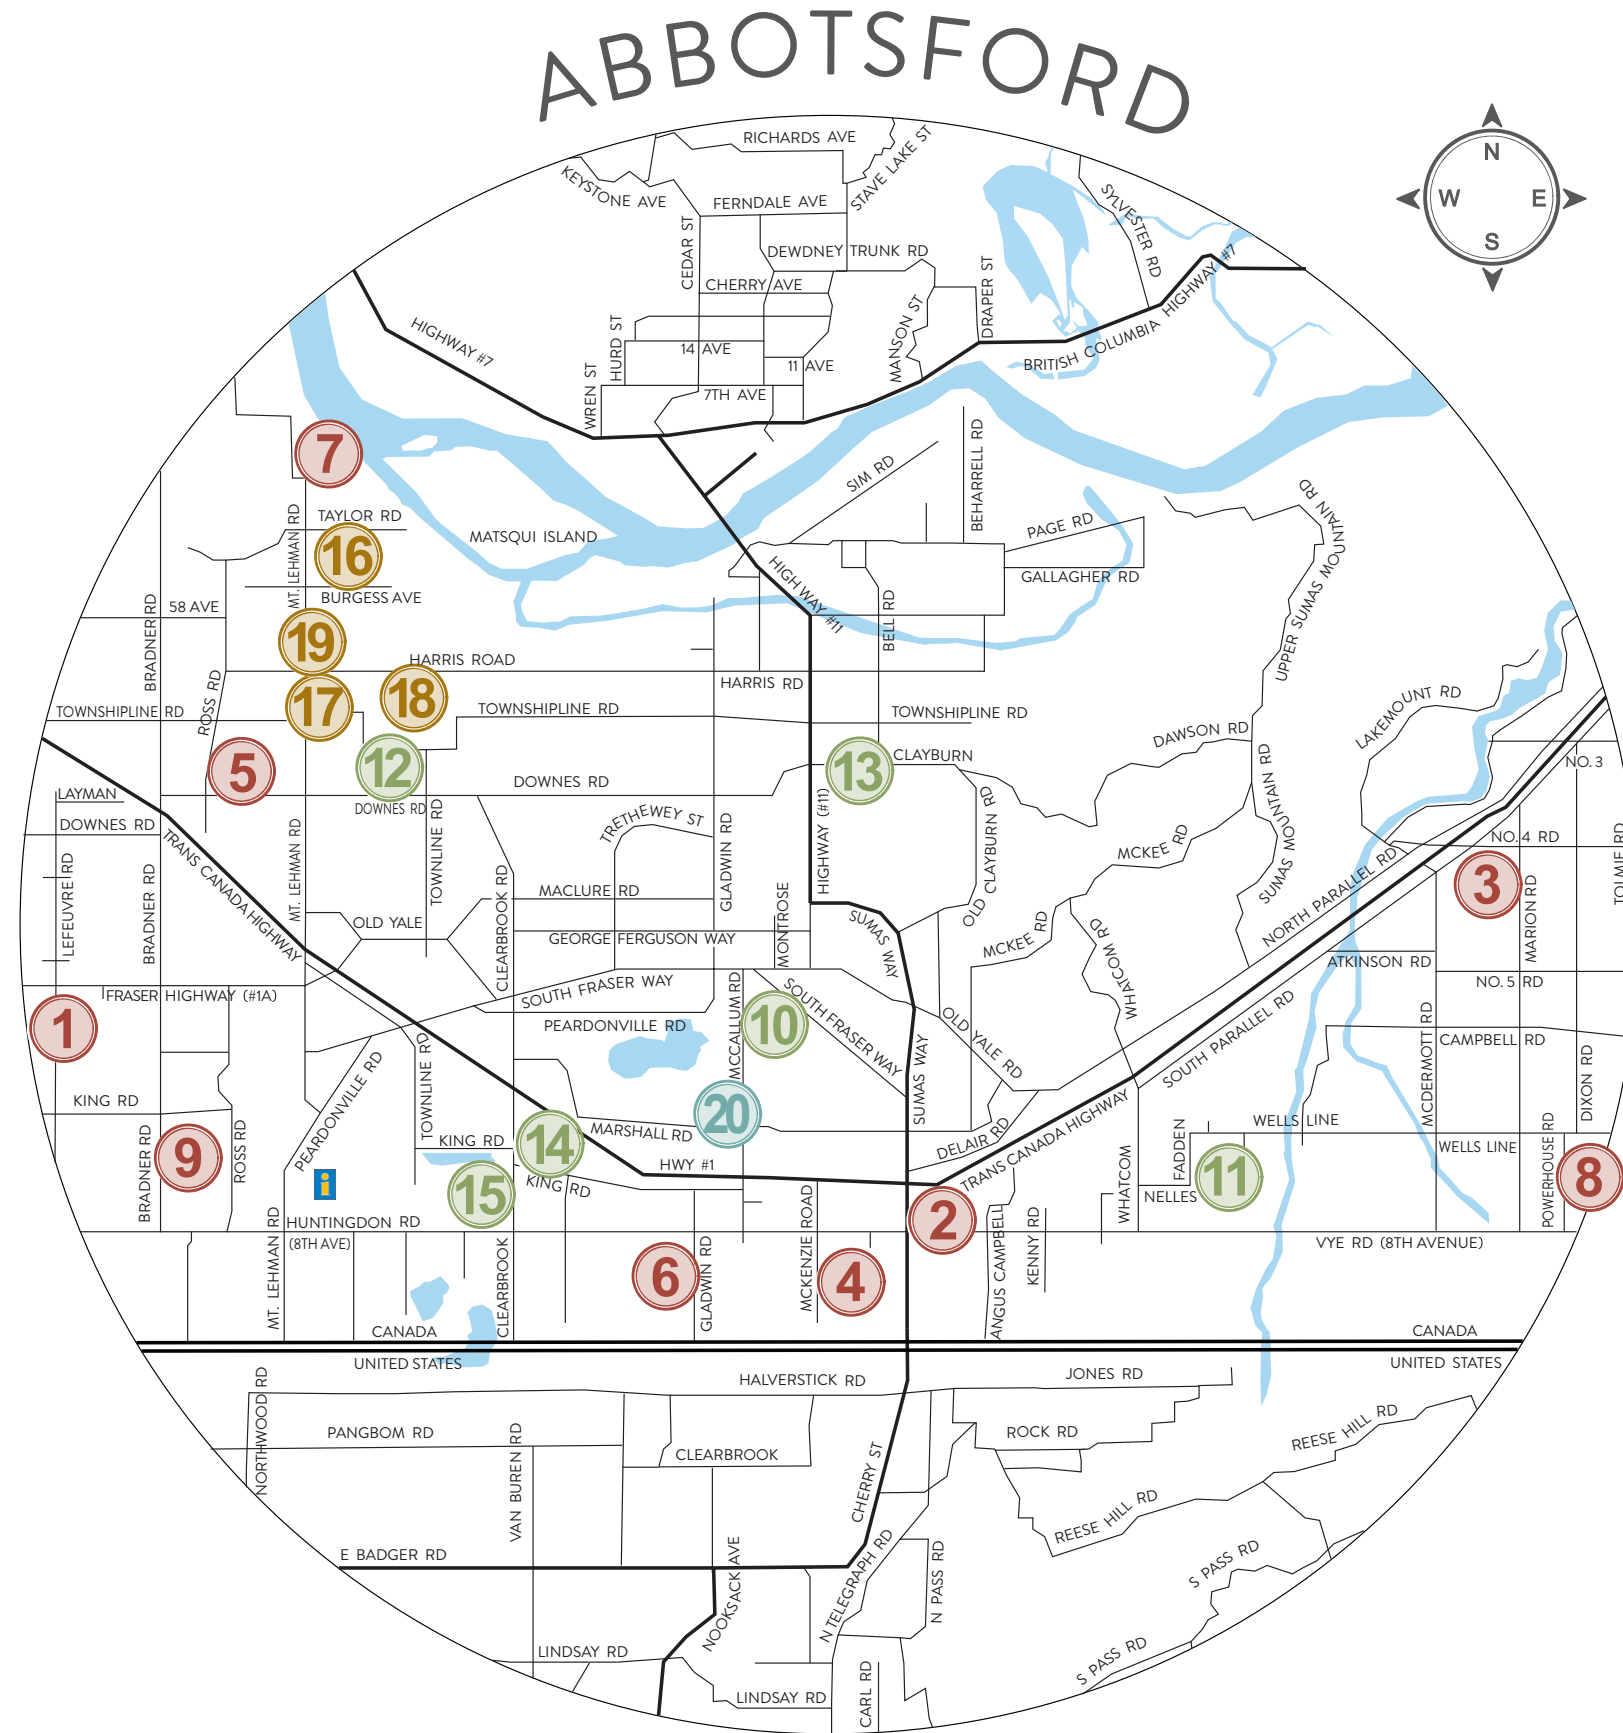 ABBOTSFORD
N
W
E
S
RICHARDS AVE
KEYSTONE AVE
STAVE LAKE ST
FERNDALE AVE
CEDAR ST
DEWDNEY TRUNK RD
SYLVESTER RD
CHERRY AVE
DRAPER ST
HIGHWAY #7
BRITISH COLUMBIA HIGHWAY #7
HURD ST
14 AVE
11 AVE
MANSON ST
WREN ST
7TH AVE
7
SIM RD
BEHARRELL RD
TAYLOR RD
MT. LEHMAN RD
16
MATSQUI ISLAND
PAGE RD
UPPER SUMAS MOUNTAIN RD
HIGHWAY #11
GALLAGHER RD
BURGESS AVE
58 AVE
BRADNER RD
BELL RD
19
HARRIS ROAD
HARRIS RD
ROSS RD
17
18
TOWNSHIPLINE RD
TOWNSHIPLINE RD
TOWNSHIPLINE RD
LAKEMOUNT RD
DAWSON RD
5
12
13
CLAYBURN
NO. 3
DOWNES RD
DOWNES RD
LAYMAN
DOWNES RD
TRETHEWEY ST
HIGHWAY (#11)
OLD CLAYBURN RD
SUMAS MOUNTAIN RD
MCKEE RD
NO. 4 RD
TRANS CANADA HIGHWAY
MT. LEHMAN RD
TOWNLINE RD
GLADWIN RD
NORTH PARALLEL RD
3
TOLMIE RD
LEFEUVRE RD
BRADNER RD
MACLURE RD
CLEARBROOK RD
MONTROSE
MARION RD
OLD YALE
GEORGE FERGUSON WAY
SUMAS WAY
MCKEE RD
WHATCOM RD
ATKINSON RD
NO. 5 RD
FRASER HIGHWAY (#1A)
SOUTH FRASER WAY
SOUTH FRASER WAY
1
PEARDONVILLE RD
MCCALLUM RD
10
OLD YALE RD
SOUTH PARALLEL RD
MCDERMOTT RD
CAMPBELL RD
PEARDONVILLE RD
TOWNLINE RD
SUMAS WAY
DIXON RD
KING RD
20
MARSHALL RD
KING RD
14
DELAIR RD
TRANS CANADA HIGHWAY
WELLS LINE
WELLS LINE
9
BRADNER RD
ROSS RD
i
15
KING RD
HWY #1
WHATCOM
FADDEN
NELLES
11
POWERHOUSE RD
8
HUNTINGDON RD
(8TH AVE)
MT. LEHMAN RD
MCKENZIE ROAD
2
VYE RD (8TH AVENUE)
6
GLADWIN RD
4
ANGUS CAMPBELL
KENNY RD
CLEARBROOK
CANADA
CANADA
UNITED STATES
UNITED STATES
HALVERSTICK RD
JONES RD
NORTHWOOD RD
PANGBOM RD
VAN BUREN RD
CLEARBROOK
CHERRY ST
ROCK RD
REESE HILL RD
REESE HILL RD
E BADGER RD
NOOKSACK AVE
N TELEGRAPH RD
N PASS RD
S PASS RD
LINDSAY RD
LINDSAY RD
CARL RD
S PASS RD